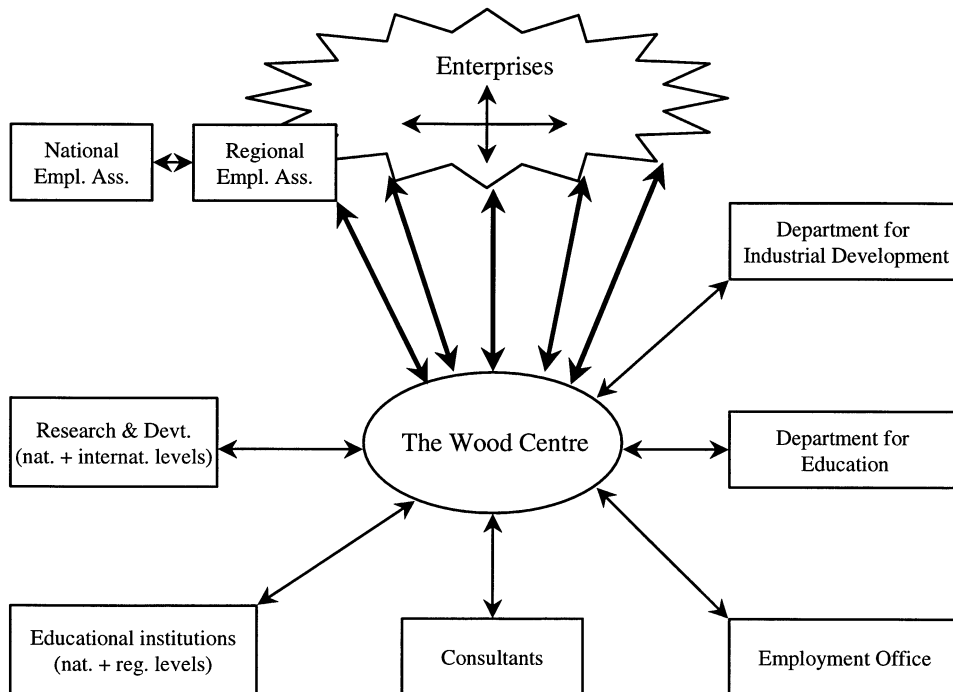 Enterprises
National
Empl. Ass.
Regional
Empl. Ass.
Department for
Industrial Development
Research & Devt.
(nat. + internat. levels)
The Wood Centre
Department for
Education
Educational institutions
(nat. + reg. levels)
Consultants
Employment Office